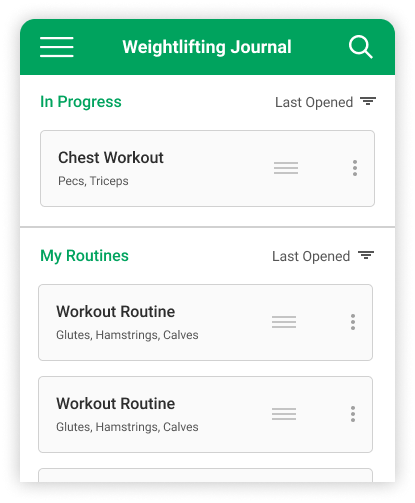 Weightlifting Journal
In Progress
Last Opened
Chest Workout
Pecs, Triceps
My Routines
Last Opened
Workout Routine
Glutes, Hamstrings, Calves
Workout Routine
Glutes, Hamstrings, Calves